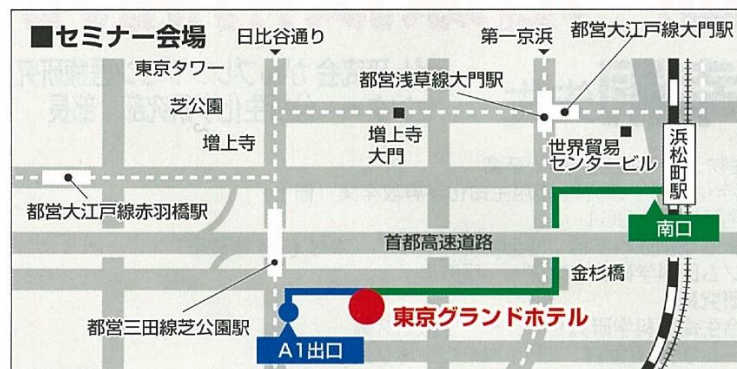 ■セミナー会場
日比谷通り
第一京浜
都営大江戸線大門駅
東京タワー
都営浅草線大門駅
芝公園
増上寺
増上寺
大門
世界貿易
センタービル
浜松町駅
都営大江戸線赤羽橋駅
南口
首都高速道路
金杉橋
都営三田線芝公園駅
東京グランドホテル
A1出口